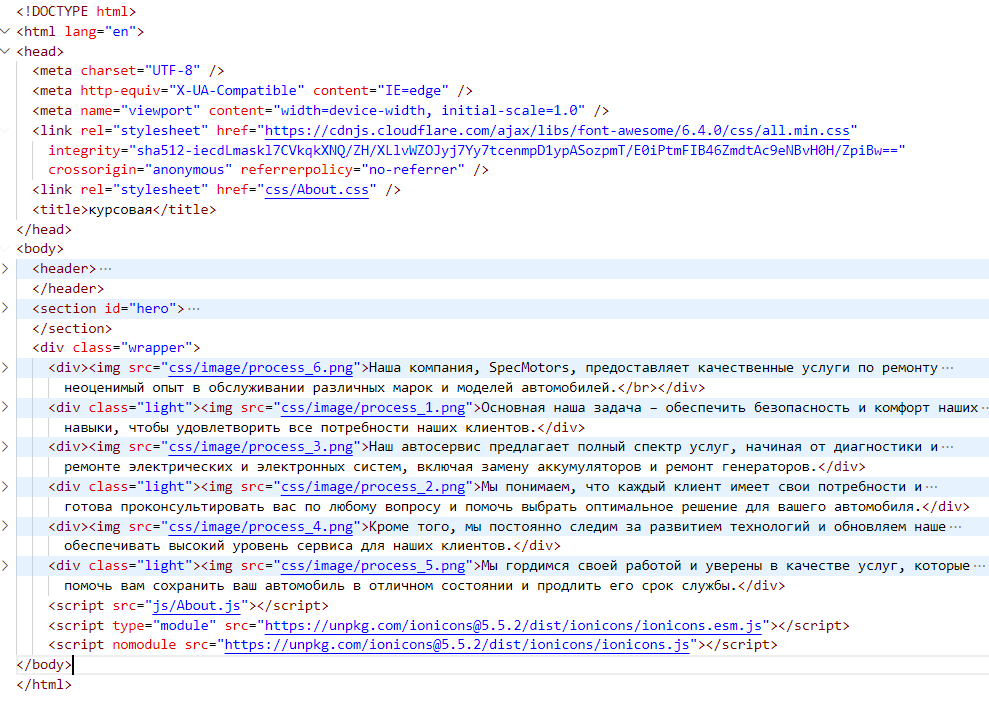 <!DOCTYPE html>
<html lang="en">
<head>
<meta charset="UTF-8" />
<meta http-equiv="X-UA-Compatible" content="IE=edge" />
<meta name="viewport" content="width=device-width, initial-scale=1.0" />
<link rel="stylesheet" href="https://cdnjs.cloudflare.com/ajax/libs/font-awesome/6.4.0/css/all.min.css"
integrity="sha512-iecdLmaskl7CVkqkXNQ/ZH/XLlvWZOJyj7Yy7tcenmpD1ypASozpmT/E0iPtmFIB46ZmdtAc9eNBvH0H/ZpiBw=="
crossorigin="anonymous" referrerpolicy="no-referrer" />
<link rel="stylesheet" href="css/About.css" />
<title>курсовая</title>
</head>
<body>
<header>···
</header>
<section id="hero">···
</section>
<div class="wrapper">
<div><img src="css/image/process_6.png">Наша компания, SpecMotors, предоставляет качественные услуги по ремонту···
неоценимый опыт в обслуживании различных марок и моделей автомобилей.</br></div>
<div class="light"><img src="css/image/process_1.png">Основная наша задача – обеспечить безопасность и комфорт наших··
навыки, чтобы удовлетворить все потребности наших клиентов.</div>
<div><img src="css/image/process_3.png">Наш автосервис предлагает полный спектр услуг, начиная от диагностики и···
ремонте электрических и электронных систем, включая замену аккумуляторов и ремонт генераторов.</div>
<div class="light"><img src="css/image/process_2.png">Мы понимаем, что каждый клиент имеет свои потребности и···
готова проконсультировать вас по любому вопросу и помочь выбрать оптимальное решение для вашего автомобиля.</div>
<div><img src="css/image/process_4.png">Кроме того, мы постоянно следим за развитием технологий и обновляем наше···
обеспечивать высокий уровень сервиса для наших клиентов.</div>
<div class="light"><img src="css/image/process_5.png">Мы гордимся своей работой и уверены в качестве услуг, которые···
помочь вам сохранить ваш автомобиль в отличном состоянии и продлить его срок службы.</div>
<script src="js/About.js"></script>
<script type="module" src="https://unpkg.com/ionicons@5.5.2/dist/ionicons/ionicons.esm.js"></script>
<script nomodule src="https://unpkg.com/ionicons@5.5.2/dist/ionicons/ionicons.js"></script>
</body>
</html>